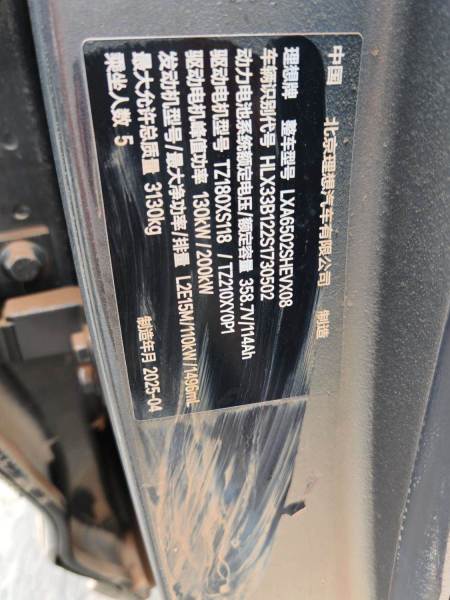 中国 北京理想汽车有限公司 制造
理想牌 整车型号 LXA6502SHEVX08
车辆识别代号 HLX33B122S1730502
动力电池系统额定电压/额定容量 358.7V/114Ah
驱动电机型号 TZ180XS118 /TZ210XY0P1
驱动电机峰值功率 130kW/200kW
发动机型号/最大净功率/排量 L2E15M/110kW/1496mL
最大允许总质量 3130kg
乘坐人数 5 制造年月 2025-04